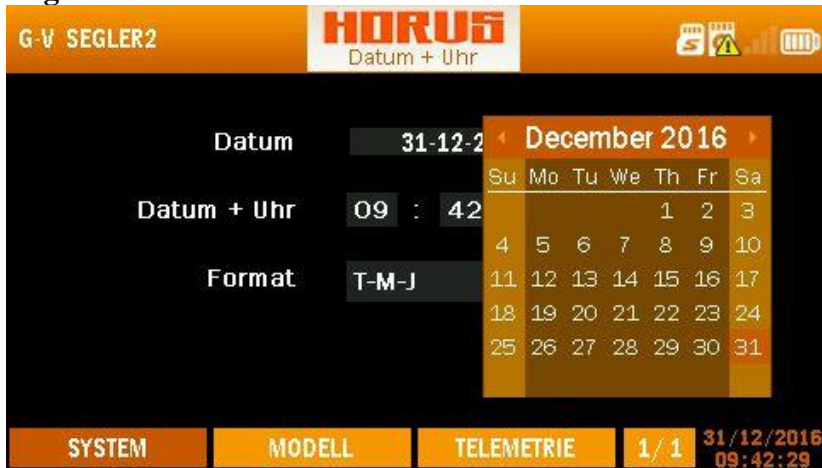 G-V SEGLER2
HORUS
Datum + Uhr
Datum 31-12-2
Datum + Uhr 09 : 42
Format T-M-J
December 2016
Su Mo Tu We Th Fr Sa
1 2 3
4 5 6 7 8 9 10
11 12 13 14 15 16 17
18 19 20 21 22 23 24
25 26 27 28 29 30 31
SYSTEM MODELL TELEMETRIE 1/1 31/12/2016
09:42:29